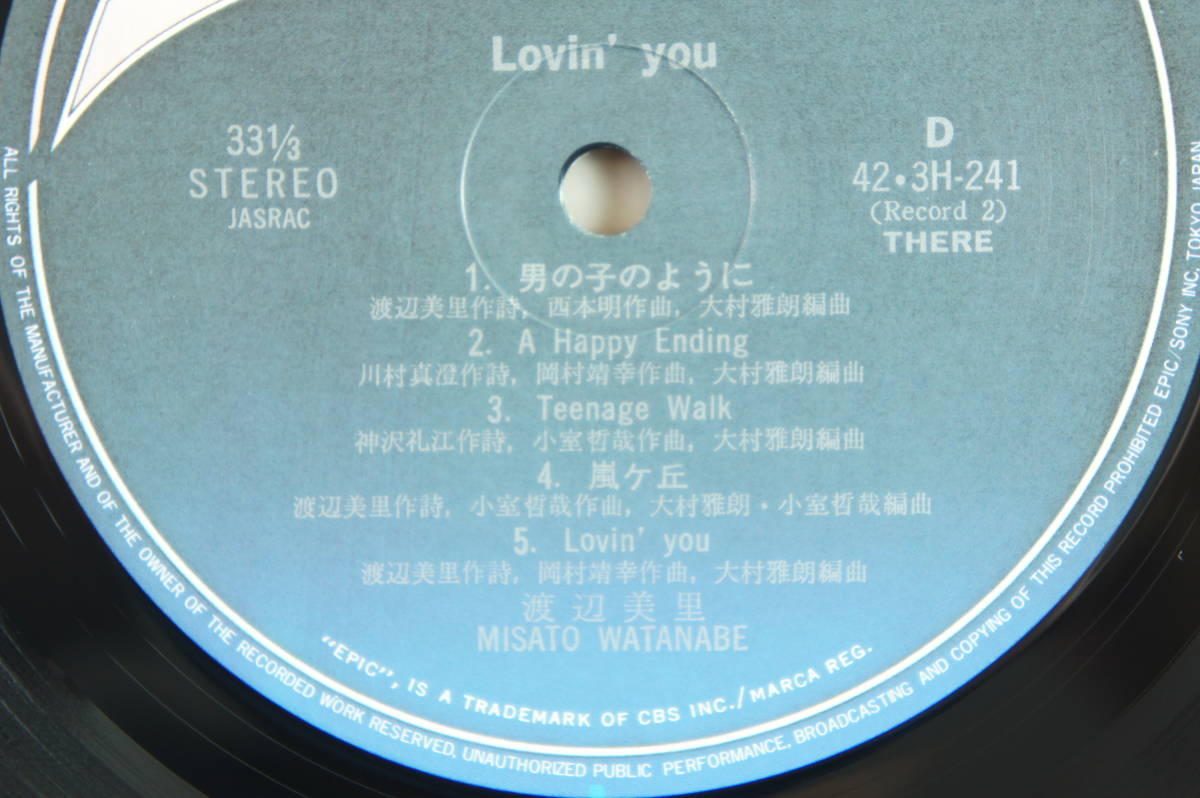 Lovin' you
33⅓
STEREO
JASRAC
D
42・3H-241
(Record 2)
THERE
1. 男の子のように
渡辺美里作詩, 西本明作曲, 大村雅朗編曲
2. A Happy Ending
川村真澄作詩, 岡村靖幸作曲, 大村雅朗編曲
3. Teenage Walk
神沢礼江作詩, 小室哲哉作曲, 大村雅朗編曲
4. 嵐ケ丘
渡辺美里作詩, 小室哲哉作曲, 大村雅朗・小室哲哉編曲
5. Lovin' you
渡辺美里作詩, 岡村靖幸作曲, 大村雅朗編曲
渡辺美里
MISATO WATANABE
"EPIC", IS A TRADEMARK OF CBS INC./MARCA REG.
ALL RIGHTS OF THE MANUFACTURER AND OF THE OWNER OF THE RECORDED WORK RESERVED, UNAUTHORIZED PUBLIC PERFORMANCE, BROADCASTING AND COPYING OF THIS RECORD PROHIBITED EPIC/SONY INC. TOKYO JAPAN